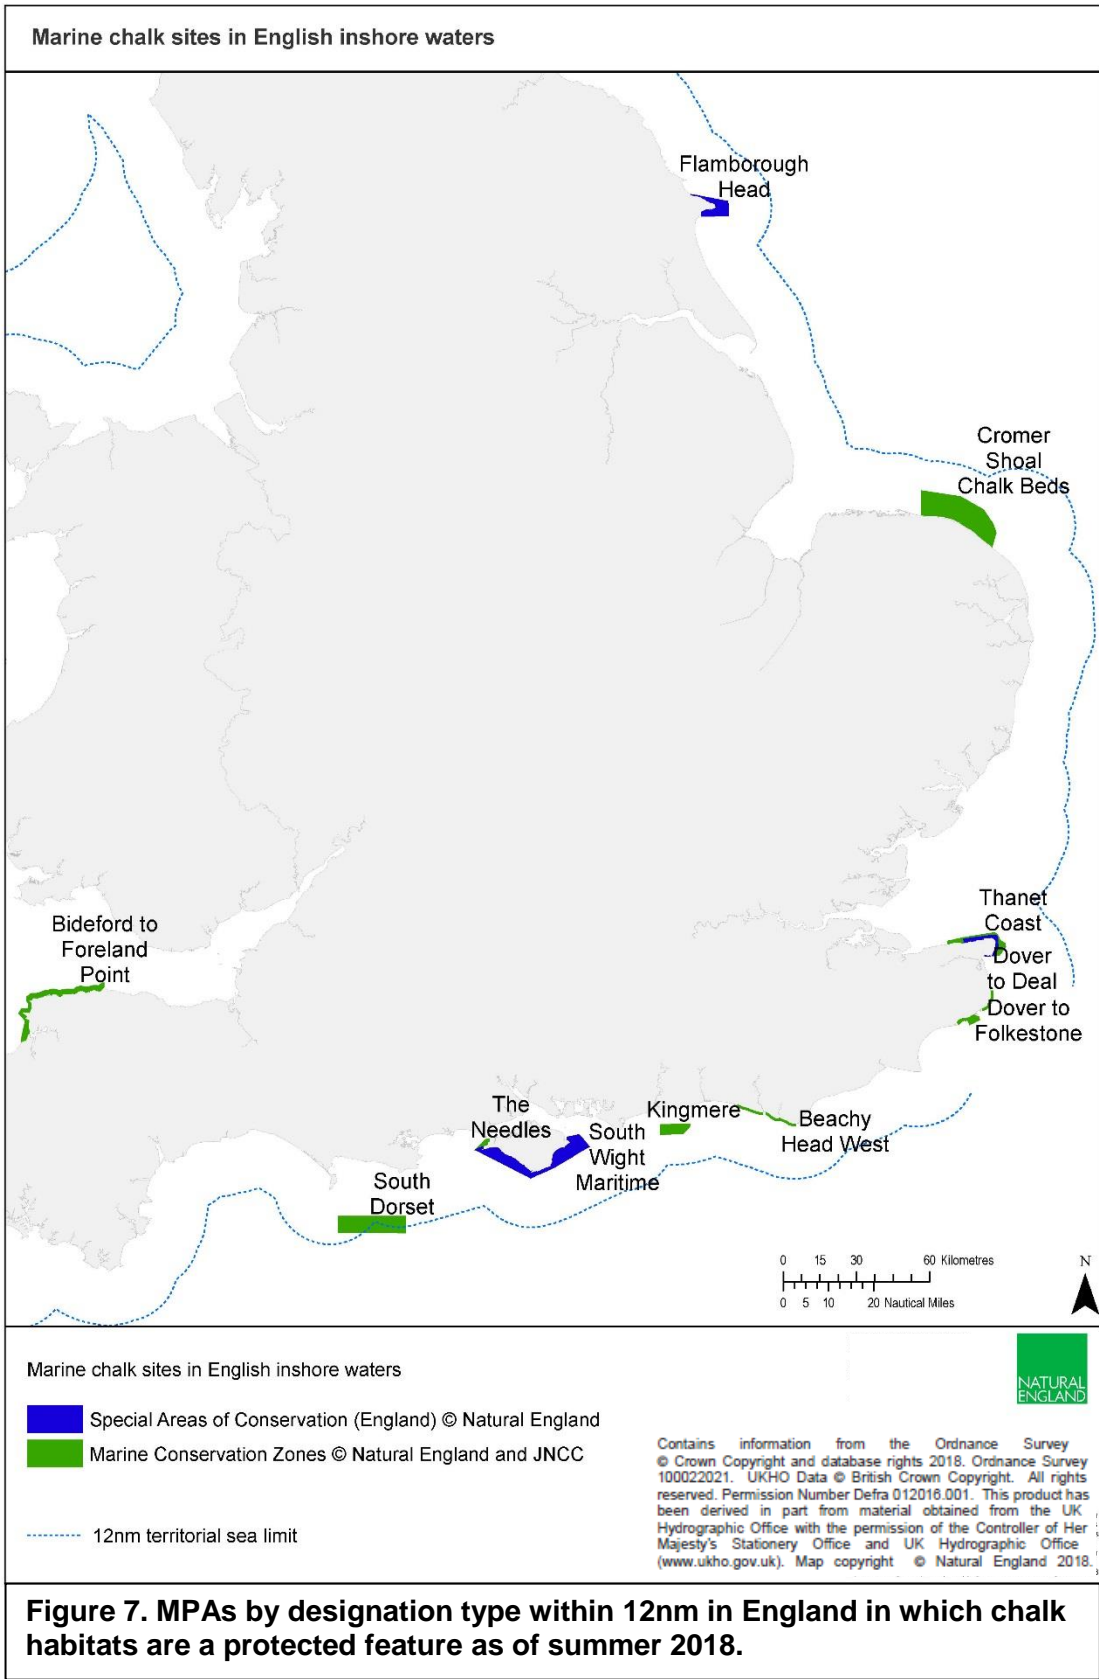 Marine chalk sites in English inshore waters
Flamborough
Head
Cromer
Shoal
Chalk Beds
Thanet
Coast
Dover
to Deal
Dover to
Folkestone
Bideford to
Foreland
Point
The
Needles
South
Wight
Maritime
Kingmere
Beachy
Head West
South
Dorset
0 15 30 60 Kilometres
0 5 10 20 Nautical Miles
N
Marine chalk sites in English inshore waters
Special Areas of Conservation (England) © Natural England
Marine Conservation Zones © Natural England and JNCC
12nm territorial sea limit
NATURAL
ENGLAND
Contains information from the Ordnance Survey
© Crown Copyright and database rights 2018. Ordnance Survey
100022021. UKHO Data © British Crown Copyright. All rights
reserved. Permission Number Defra 012016.001. This product has
been derived in part from material obtained from the UK
Hydrographic Office with the permission of the Controller of Her
Majesty's Stationery Office and UK Hydrographic Office
(www.ukho.gov.uk). Map copyright © Natural England 2018.
Figure 7. MPAs by designation type within 12nm in England in which chalk
habitats are a protected feature as of summer 2018.